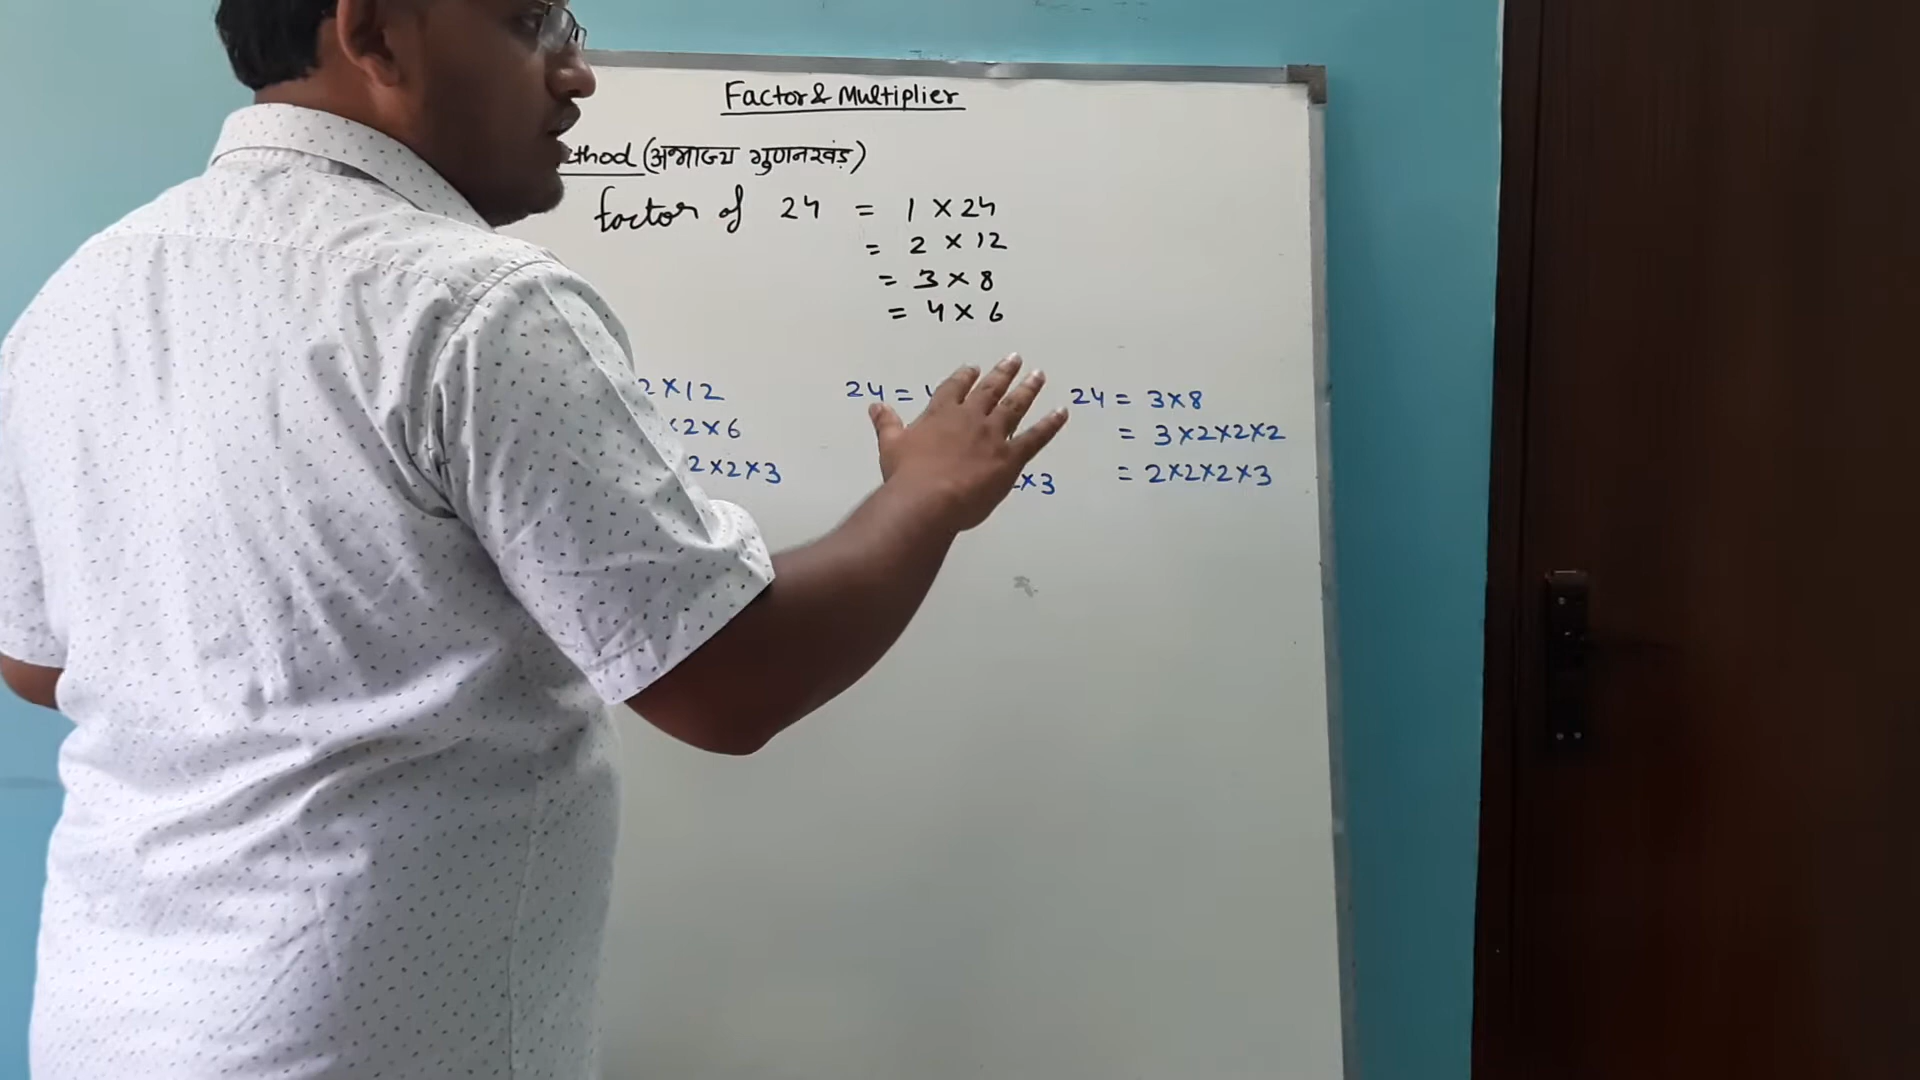 Factor & Multiplier
(अभाज्य गुणनखंड)
factor of 24 = 1 × 24
= 2 × 12
= 3 × 8
= 4 × 6
2 × 12
2 × 6
2 × 2 × 3
24 =
× 3
24 = 3 × 8
= 3 × 2 × 2 × 2
= 2 × 2 × 2 × 3